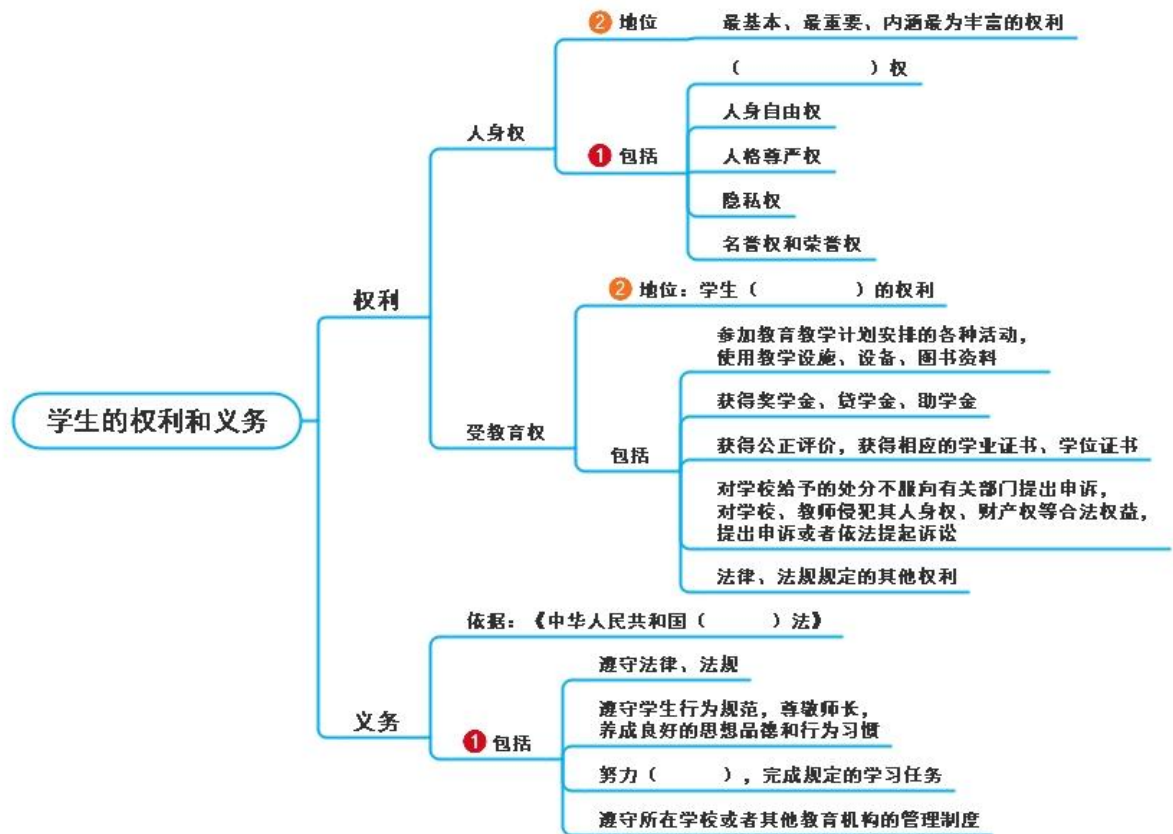 学生的权利和义务
权利
人身权
2 地位
最基本、最重要、内涵最为丰富的权利
1 包括
（ ）权
人身自由权
人格尊严权
隐私权
名誉权和荣誉权
受教育权
2 地位：学生（ ）的权利
包括
参加教育教学计划安排的各种活动，
使用教学设施、设备、图书资料
获得奖学金、贷学金、助学金
获得公正评价，获得相应的学业证书、学位证书
对学校给予的处分不服向有关部门提出申诉，
对学校、教师侵犯其人身权、财产权等合法权益，
提出申诉或者依法提起诉讼
法律、法规规定的其他权利
义务
依据：《中华人民共和国（ ）法》
1 包括
遵守法律、法规
遵守学生行为规范，尊敬师长，
养成良好的思想品德和行为习惯
努力（ ），完成规定的学习任务
遵守所在学校或者其他教育机构的管理制度